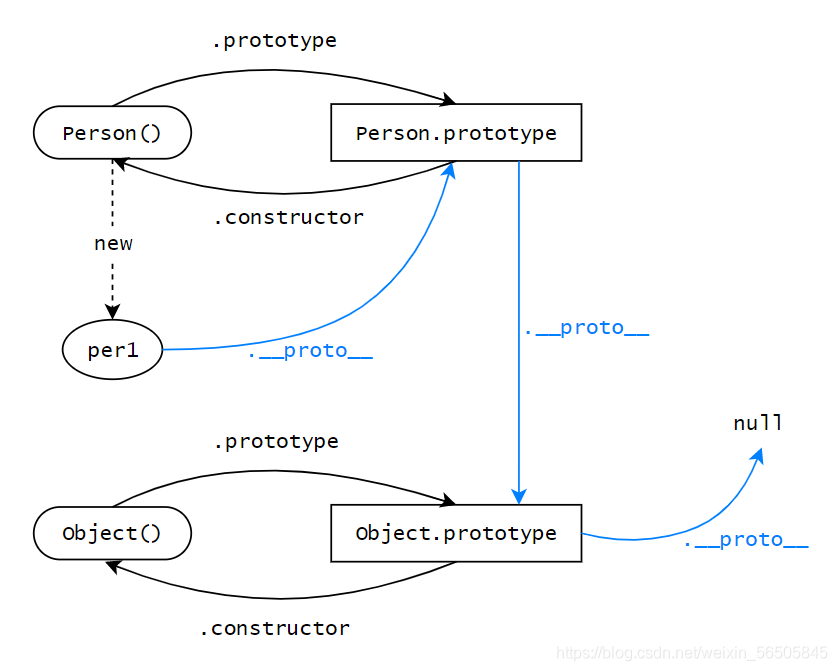 .prototype
Person()
Person.prototype
.constructor
new
.__proto__
per1
.__proto__
null
.prototype
Object()
Object.prototype
.__proto__
.constructor
https://blog.csdn.net/weixin_56505845